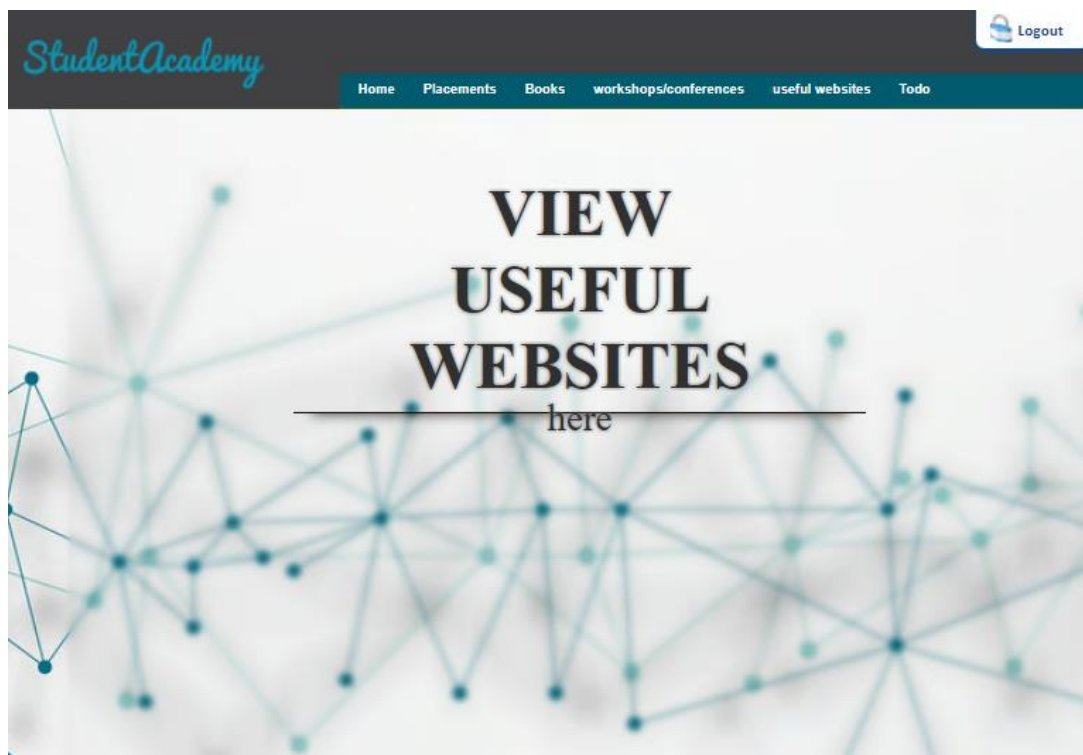 Logout
StudentAcademy
Home Placements Books workshops/conferences useful websites Todo
VIEW
USEFUL
WEBSITES
here